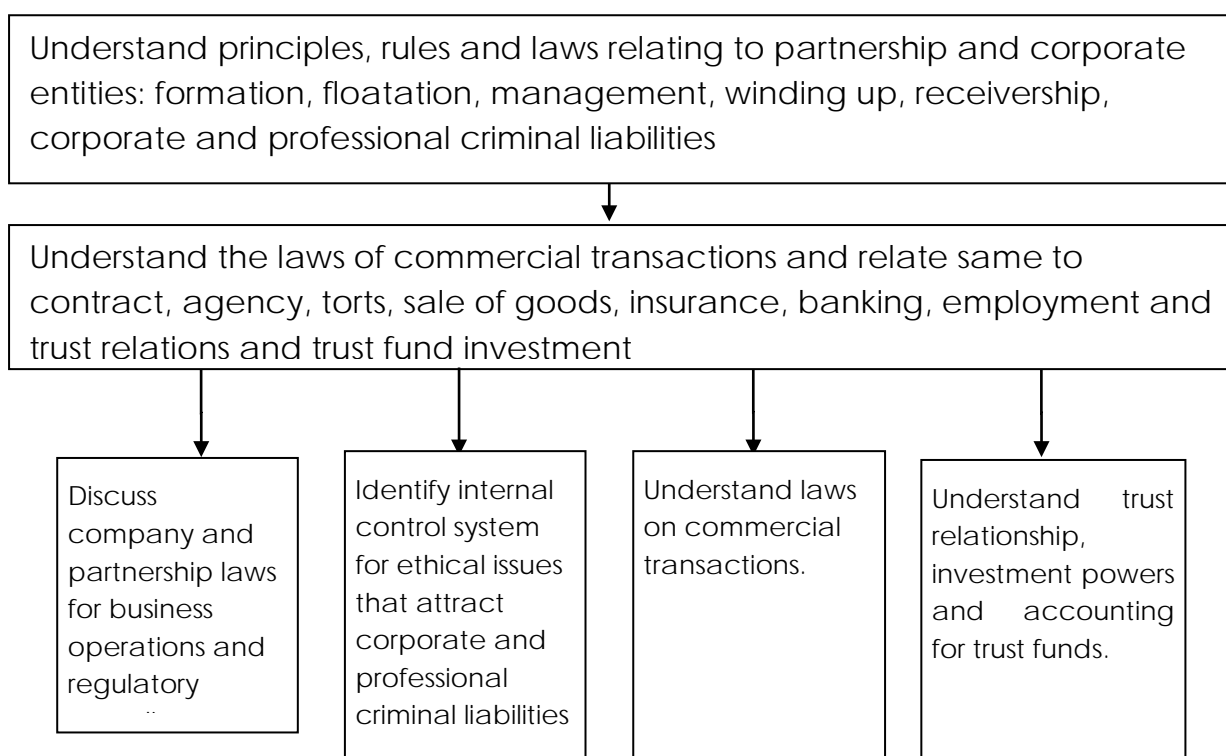 Understand principles, rules and laws relating to partnership and corporate
entities: formation, floatation, management, winding up, receivership,
corporate and professional criminal liabilities
Understand the laws of commercial transactions and relate same to
contract, agency, torts, sale of goods, insurance, banking, employment and
trust relations and trust fund investment
Discuss
company and
partnership laws
for business
operations and
regulatory
Identify internal
control system
for ethical issues
that attract
corporate and
professional
criminal liabilities
Understand laws
on commercial
transactions.
Understand trust
relationship,
investment powers
and accounting
for trust funds.